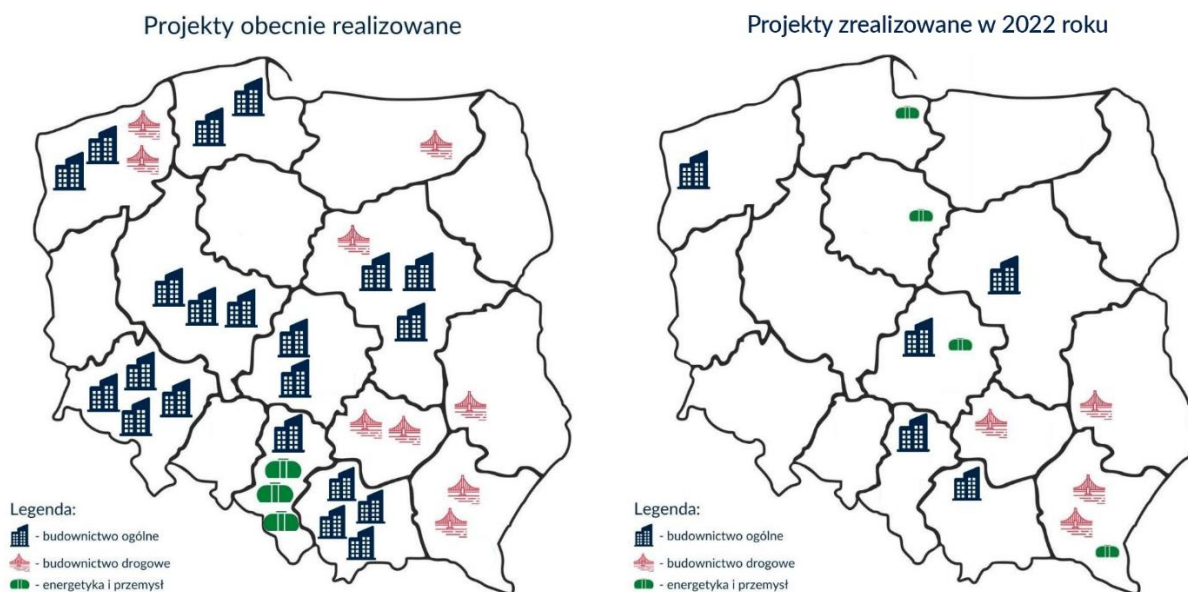 Projekty obecnie realizowane
Legenda:
- budownictwo ogólne
- budownictwo drogowe
- energetyka i przemysł
Projekty zrealizowane w 2022 roku
Legenda:
- budownictwo ogólne
- budownictwo drogowe
- energetyka i przemysł